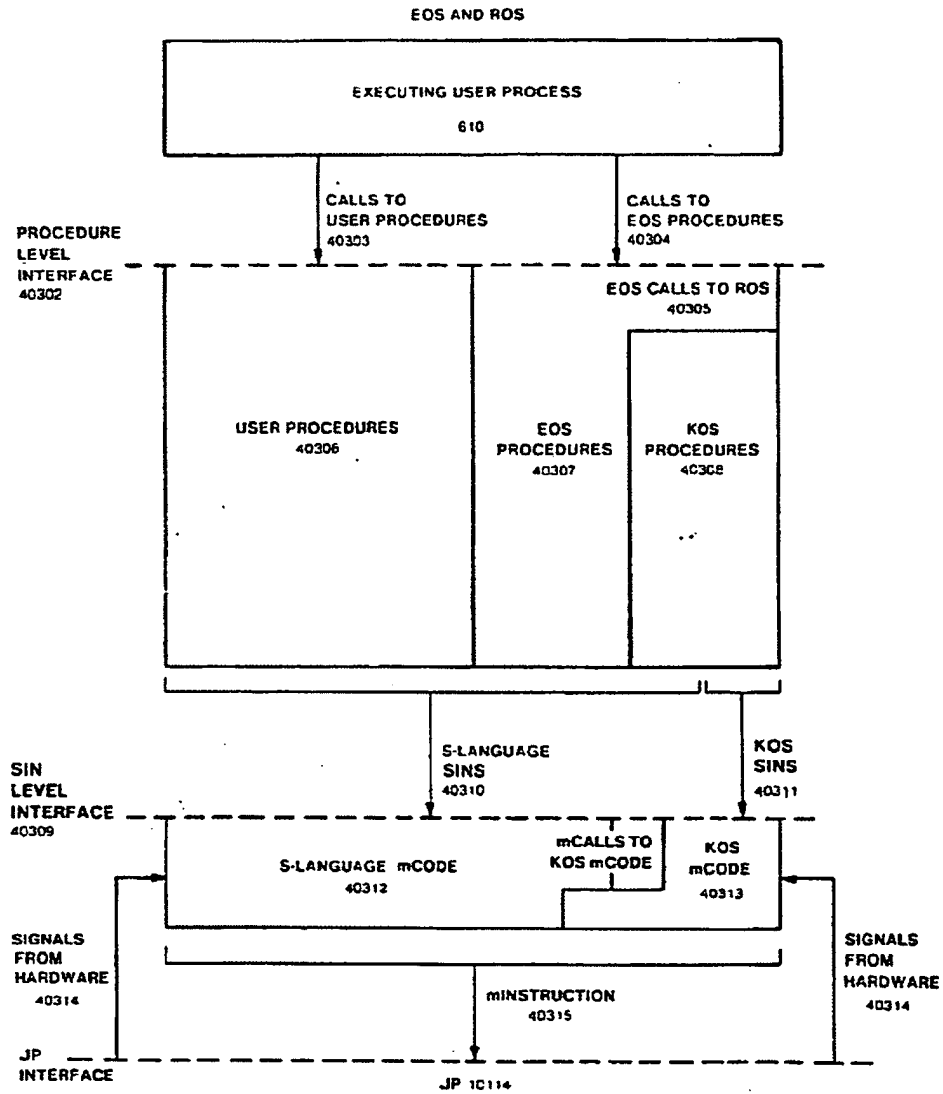 EOS AND ROS
EXECUTING USER PROCESS
610
CALLS TO
USER PROCEDURES
40303
CALLS TO
EOS PROCEDURES
40304
PROCEDURE
LEVEL
INTERFACE
40302
EOS CALLS TO ROS
40305
USER PROCEDURES
40306
EOS
PROCEDURES
40307
KOS
PROCEDURES
40308
S-LANGUAGE
SINS
40310
KOS
SINS
40311
SIN
LEVEL
INTERFACE
40309
S-LANGUAGE mCODE
40312
mCALLS TO
KOS mCODE
KOS
mCODE
40313
SIGNALS
FROM
HARDWARE
40314
mINSTRUCTION
40315
SIGNALS
FROM
HARDWARE
40314
JP
INTERFACE
JP 10114